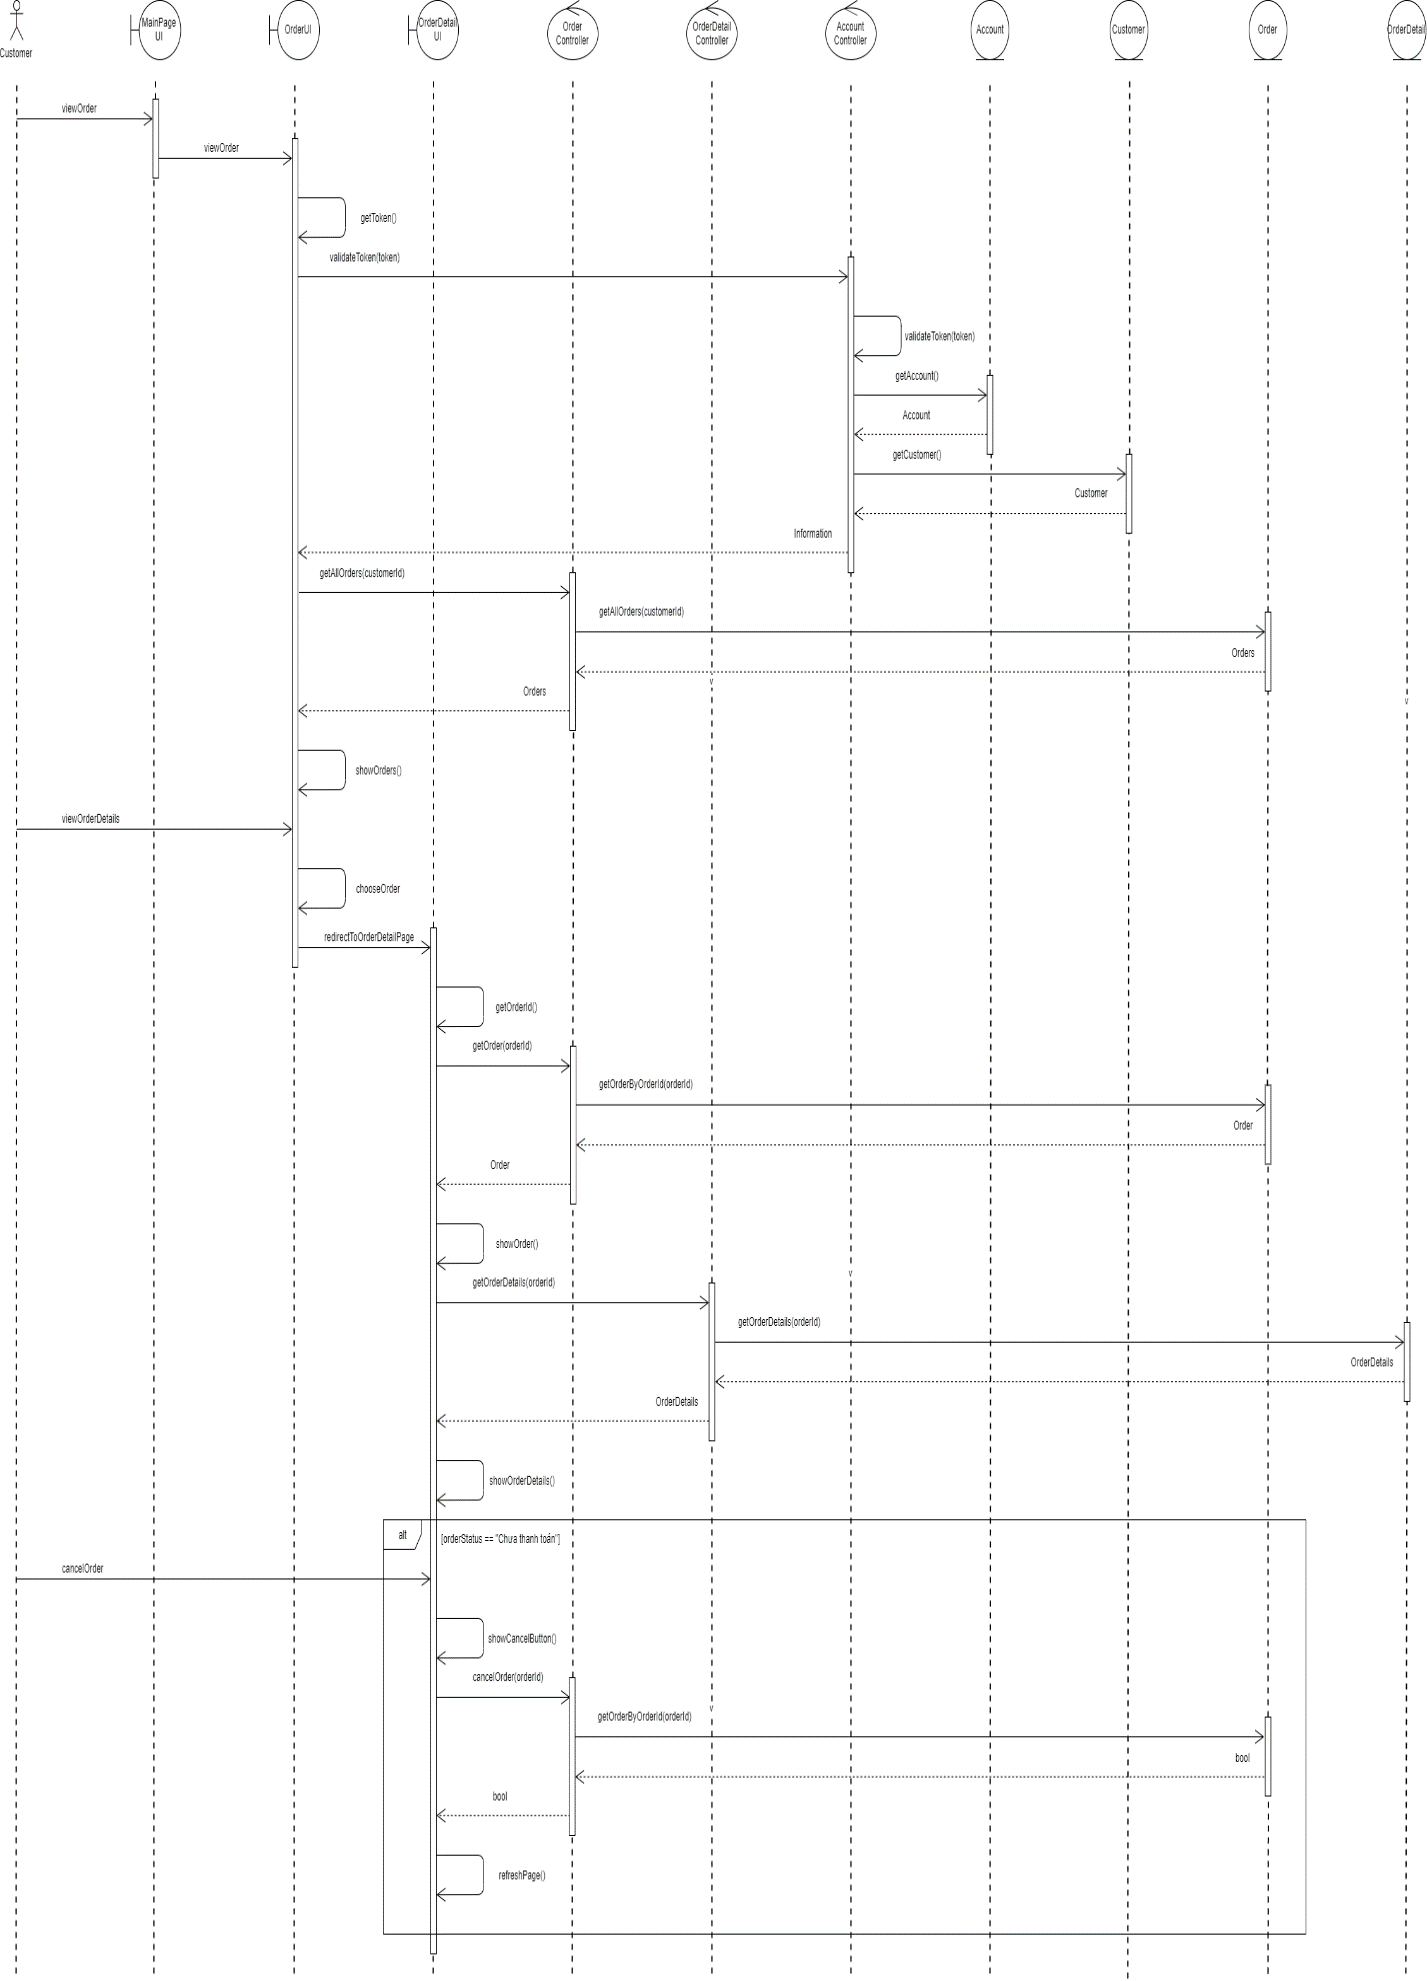 Customer
MainPage
UI
OrderUI
OrderDetail
UI
Order
Controller
OrderDetail
Controller
Account
Controller
Account
Customer
Order
OrderDetail
viewOrder
viewOrder
getToken()
validateToken(token)
validateToken(token)
getAccount()
Account
getCustomer()
Customer
Information
getAllOrders(customerId)
getAllOrders(customerId)
Orders
v
Orders
v
showOrders()
viewOrderDetails
chooseOrder
redirectToOrderDetailPage
getOrderId()
getOrder(orderId)
getOrderByOrderId(orderId)
Order
Order
showOrder()
v
getOrderDetails(orderId)
getOrderDetails(orderId)
OrderDetails
OrderDetails
showOrderDetails()
alt
[orderStatus == "Chưa thanh toán"]
cancelOrder
showCancelButton()
cancelOrder(orderId)
v
getOrderByOrderId(orderId)
bool
bool
refreshPage()